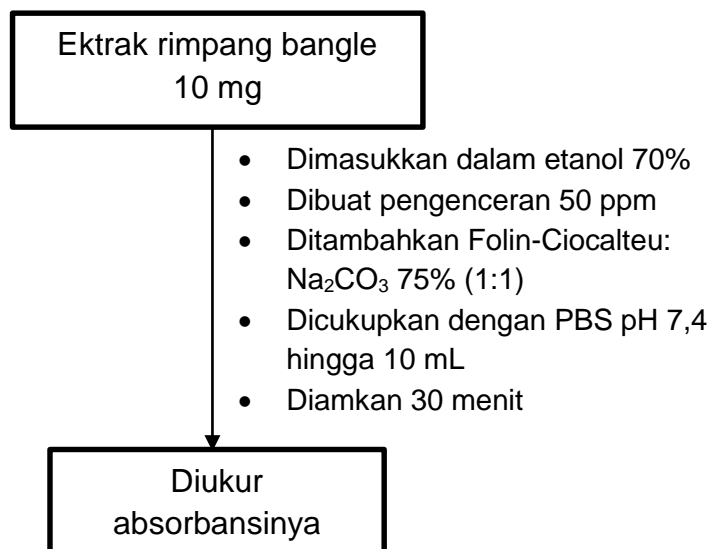 Ektrak rimpang bangle
10 mg
• Dimasukkan dalam etanol 70%
• Dibuat pengenceran 50 ppm
• Ditambahkan Folin-Ciocalteu:
Na₂CO₃ 75% (1:1)
• Dicukupkan dengan PBS pH 7,4
hingga 10 mL
• Diamkan 30 menit
Diukur
absorbansinya